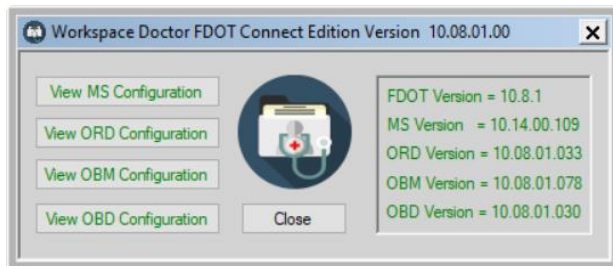 Workspace Doctor FDOT Connect Edition Version 10.08.01.00
View MS Configuration
View ORD Configuration
View OBM Configuration
View OBD Configuration
Close
FDOT Version = 10.8.1
MS Version = 10.14.00.109
ORD Version = 10.08.01.033
OBM Version = 10.08.01.078
OBD Version = 10.08.01.030